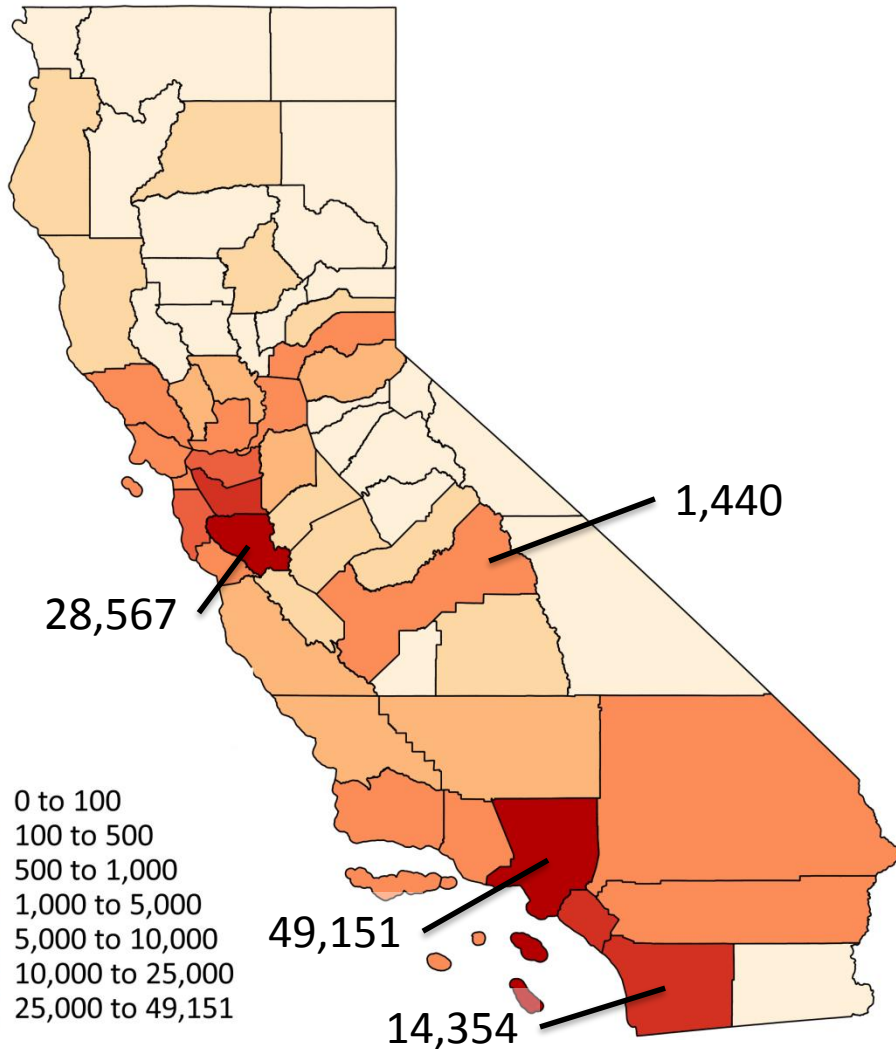 1,440
28,567
0 to 100
100 to 500
500 to 1,000
1,000 to 5,000
5,000 to 10,000
10,000 to 25,000
25,000 to 49,151
49,151
14,354